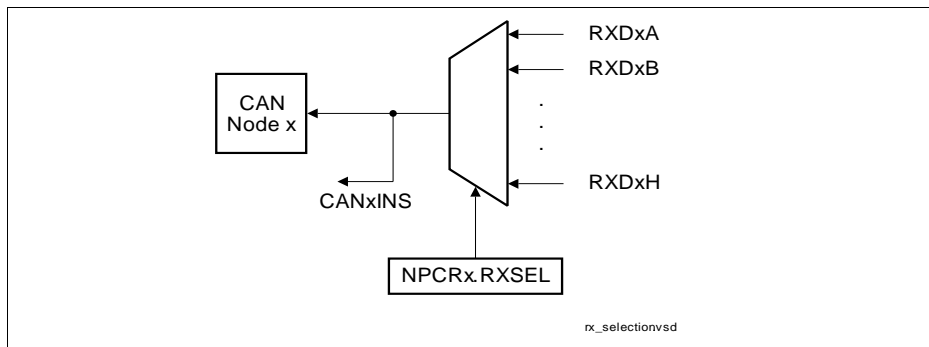 RXDxA
RXDxB
CAN
Node x
.
.
.
RXDxH
CANxINS
NPCRx.RXSEL
rx_selectionvsd